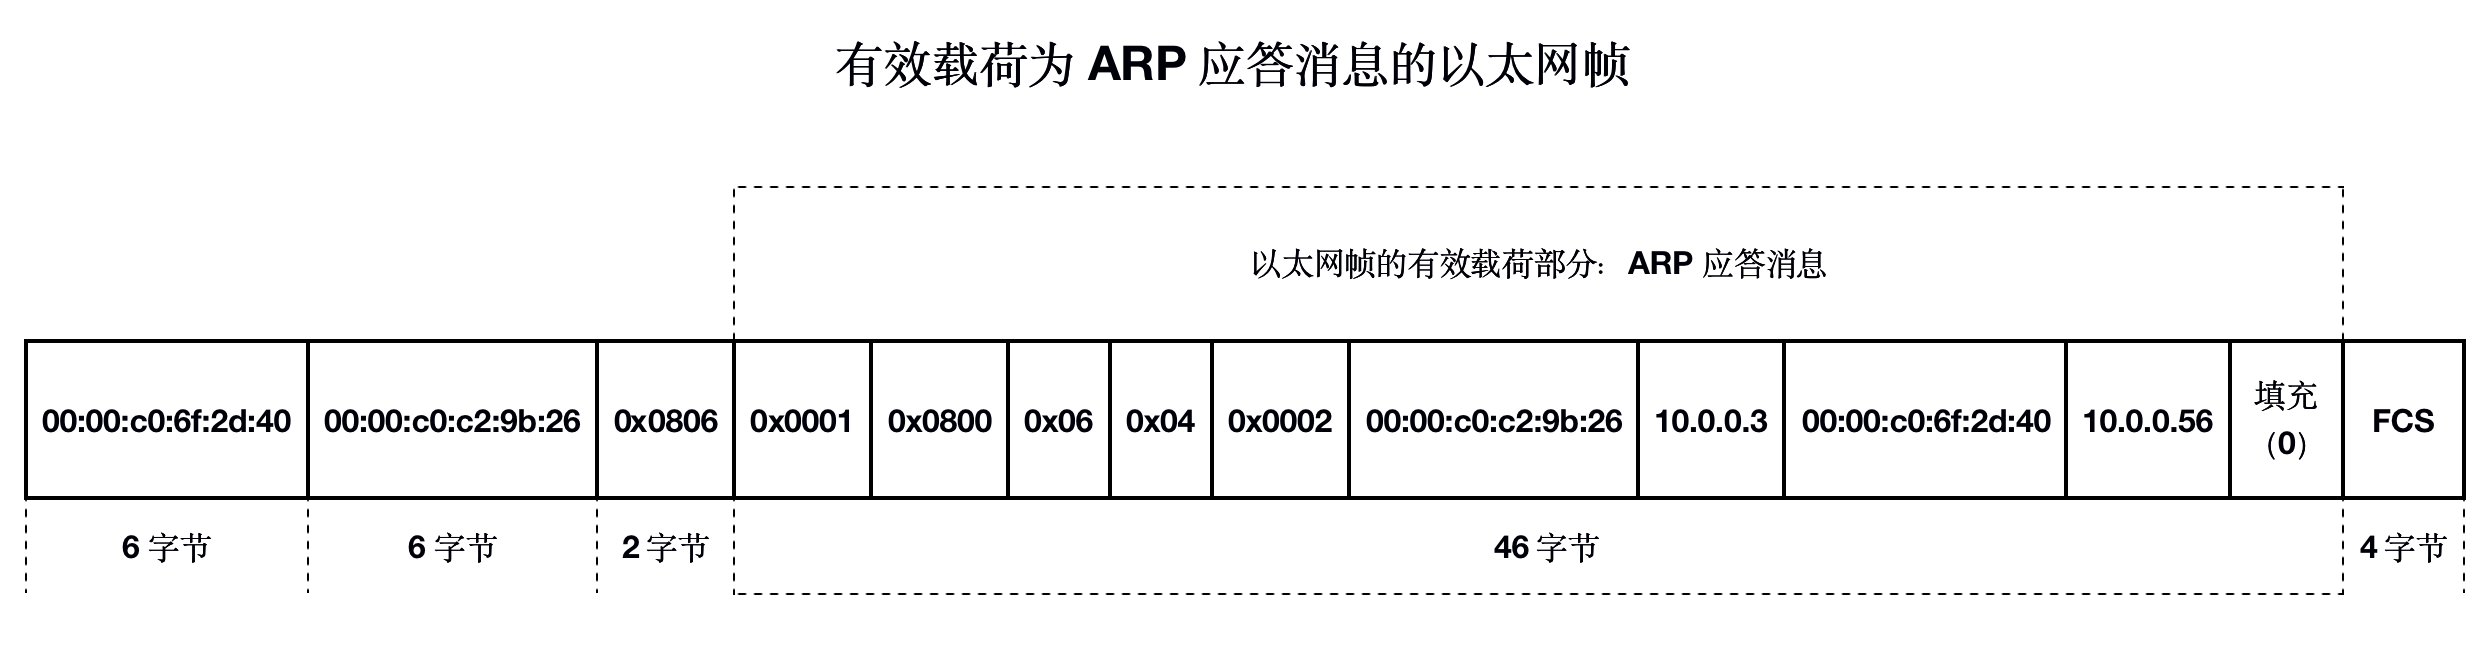 有效载荷为 ARP 应答消息的以太网帧
以太网帧的有效载荷部分：ARP 应答消息
00:00:c0:6f:2d:40 00:00:c0:c2:9b:26 0x0806 0x0001 0x0800 0x06 0x04 0x0002 00:00:c0:c2:9b:26 10.0.0.3 00:00:c0:6f:2d:40 10.0.0.56 填充 (0) FCS
6 字节 6 字节 2 字节 46 字节 4 字节